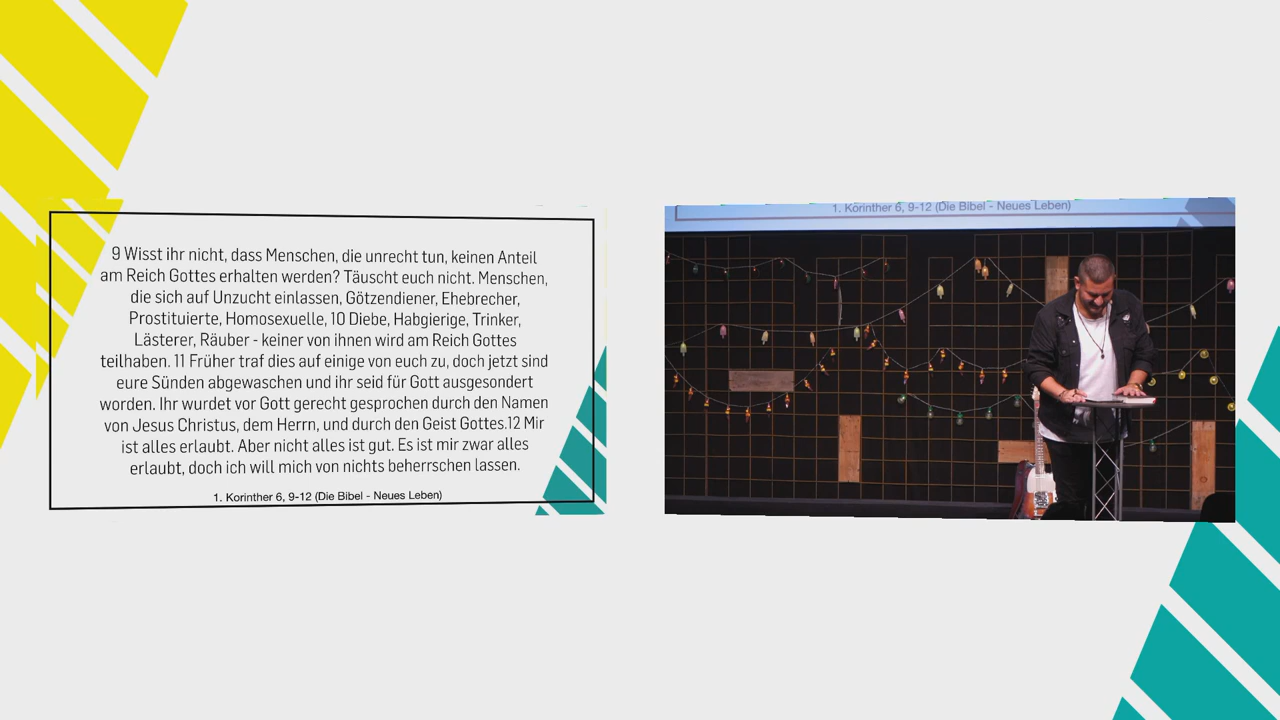 9 Wisst ihr nicht, dass Menschen, die unrecht tun, keinen Anteil
am Reich Gottes erhalten werden? Täuscht euch nicht. Menschen,
die sich auf Unzucht einlassen, Götzendiener, Ehebrecher,
Prostituierte, Homosexuelle, 10 Diebe, Habgierige, Trinker,
Lästerer, Räuber - keiner von ihnen wird am Reich Gottes
teilhaben. 11 Früher traf dies auf einige von euch zu, doch jetzt sind
eure Sünden abgewaschen und ihr seid für Gott ausgesondert
worden. Ihr wurdet vor Gott gerecht gesprochen durch den Namen
von Jesus Christus, dem Herrn, und durch den Geist Gottes.12 Mir
ist alles erlaubt. Aber nicht alles ist gut. Es ist mir zwar alles
erlaubt, doch ich will mich von nichts beherrschen lassen.
1. Korinther 6, 9-12 (Die Bibel - Neues Leben)
1. Korinther 6, 9-12 (Die Bibel - Neues Leben)